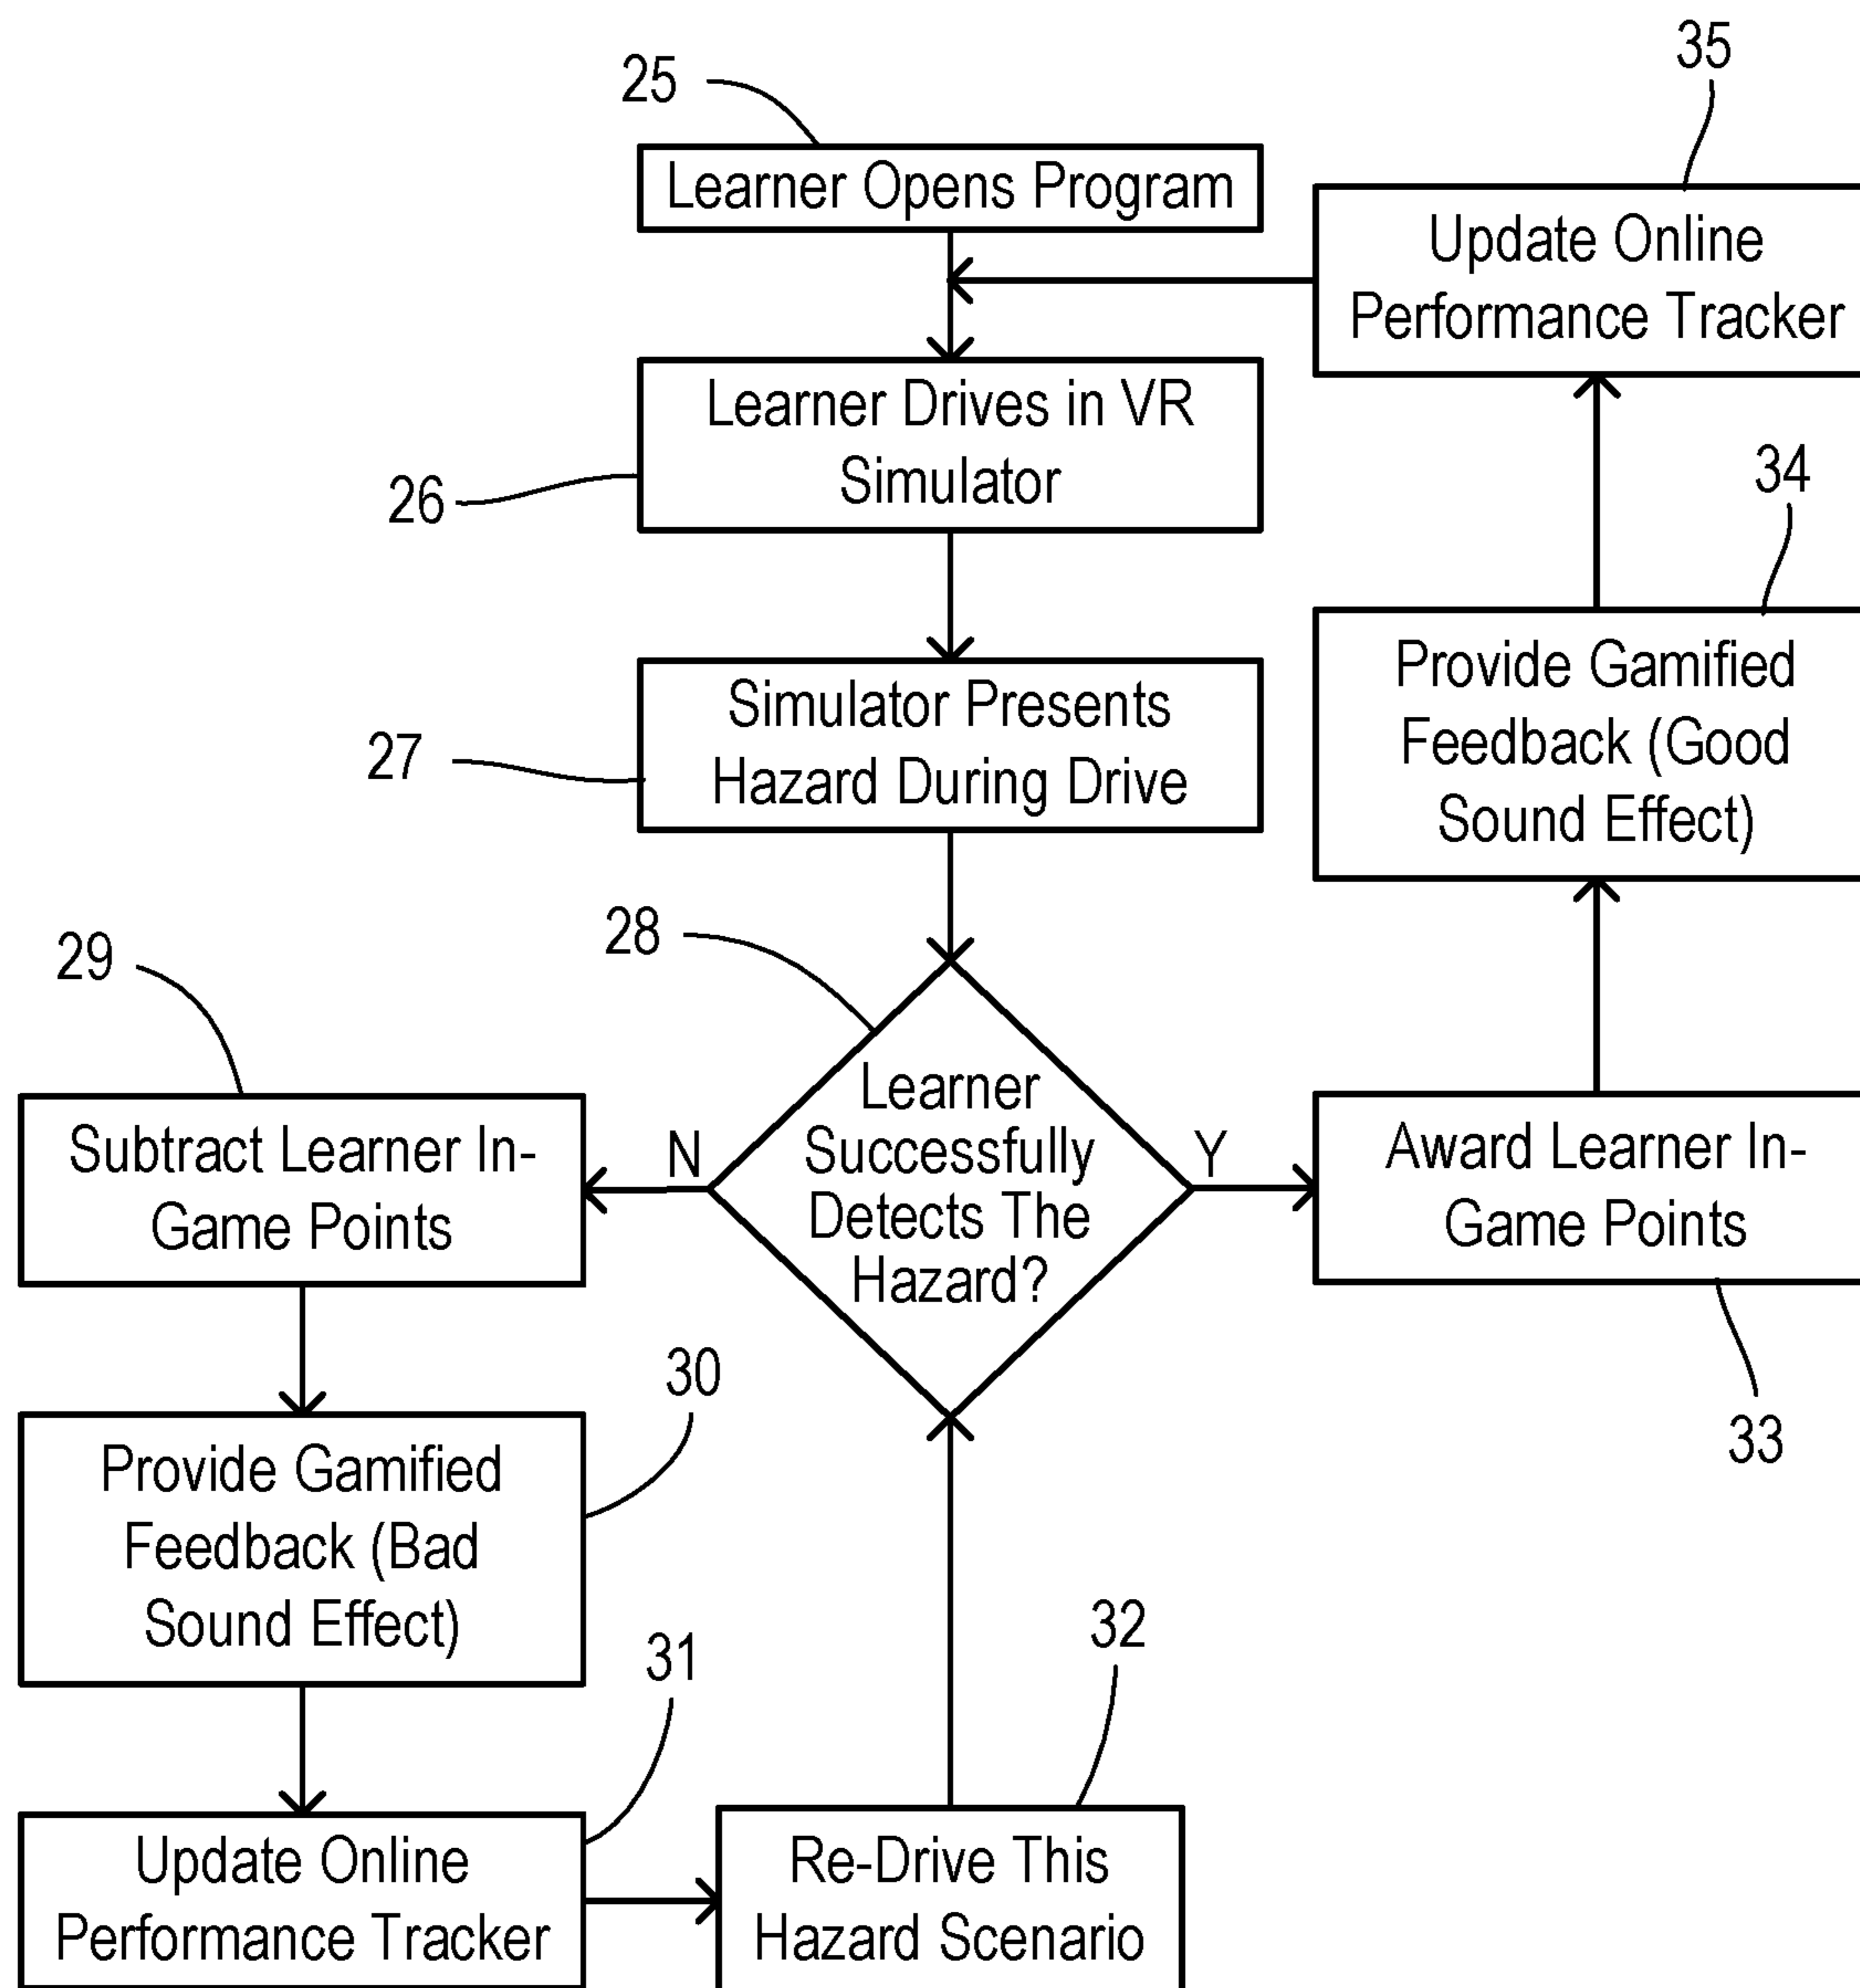 25
Learner Opens Program
35
Update Online
Performance Tracker
26
Learner Drives in VR
Simulator
34
Provide Gamified
Feedback (Good
Sound Effect)
27
Simulator Presents
Hazard During Drive
28
Learner
Successfully
Detects The
Hazard?
N
Y
29
Subtract Learner In-
Game Points
Award Learner In-
Game Points
33
30
Provide Gamified
Feedback (Bad
Sound Effect)
31
Update Online
Performance Tracker
32
Re-Drive This
Hazard Scenario